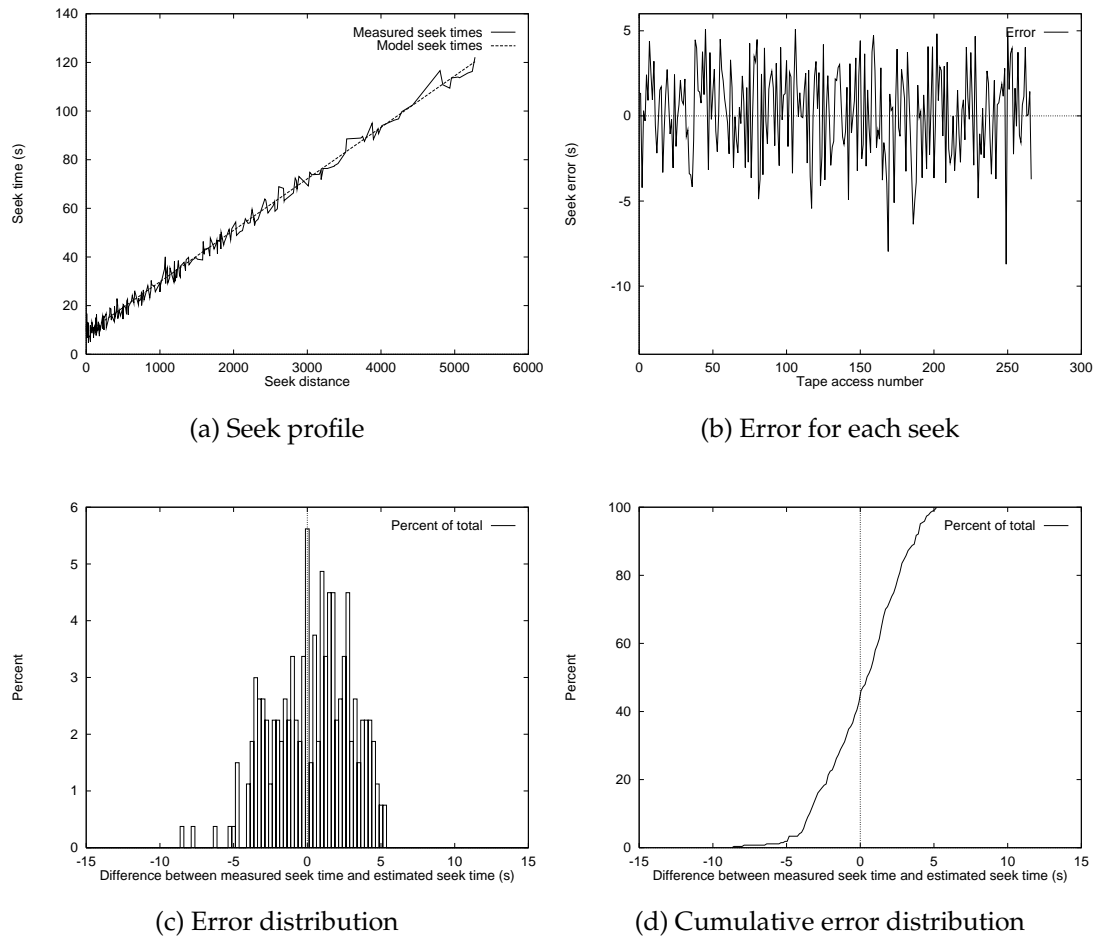 140
120
100
80
60
40
20
0
Seek time (s)
Measured seek times
Model seek times
0 1000 2000 3000 4000 5000 6000
Seek distance
(a) Seek profile
5
0
-5
-10
Seek error (s)
Error
0 50 100 150 200 250 300
Tape access number
(b) Error for each seek
6
5
4
3
2
1
0
Percent
Percent of total
-15 -10 -5 0 5 10 15
Difference between measured seek time and estimated seek time (s)
(c) Error distribution
100
80
60
40
20
0
Percent
Percent of total
-15 -10 -5 0 5 10 15
Difference between measured seek time and estimated seek time (s)
(d) Cumulative error distribution